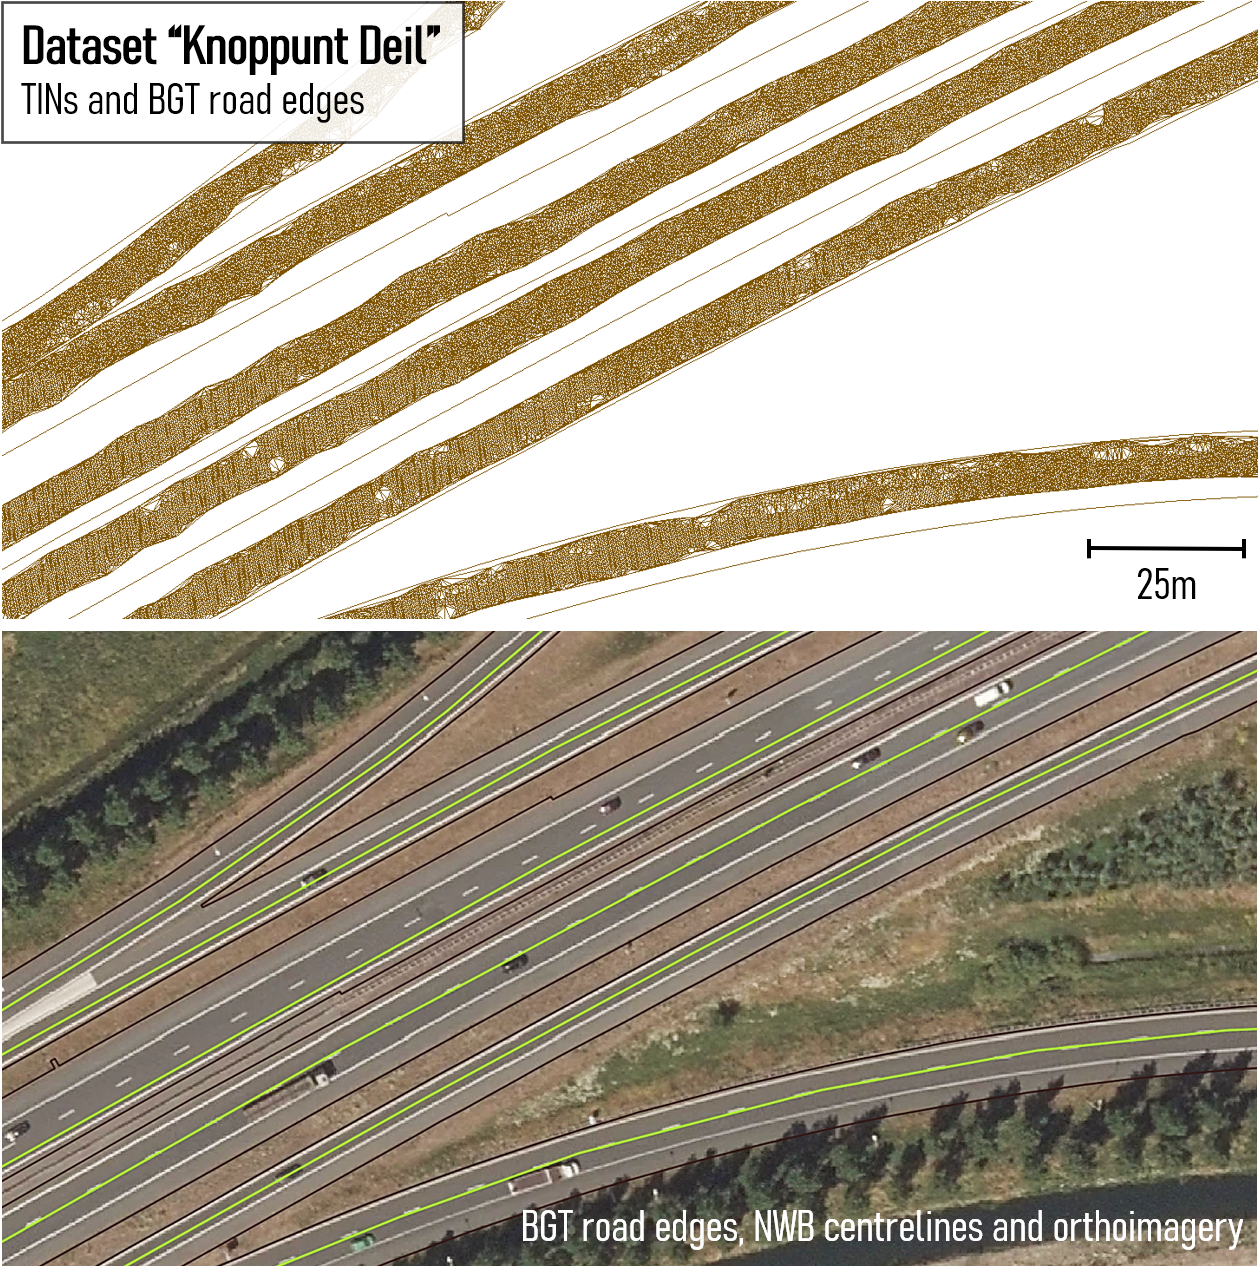 Dataset “Knoppunt Deil”
TINs and BGT road edges
25m
BGT road edges, NWB centrelines and orthoimagery